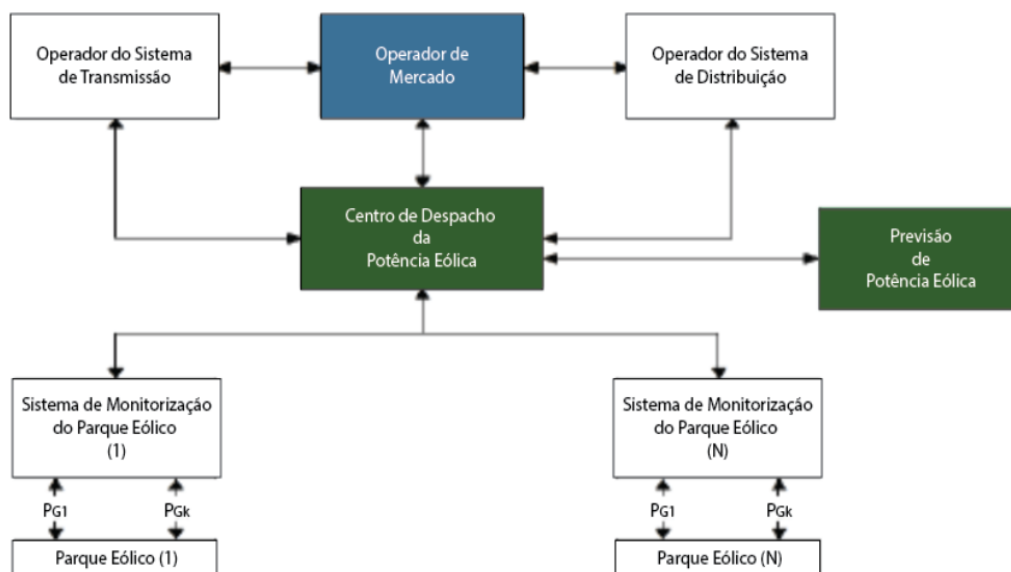 Operador do Sistema
de Transmissão
Operador de
Mercado
Operador do Sistema
de Distribuição
Centro de Despacho
da
Potência Eólica
Previsão
de
Potência Eólica
Sistema de Monitorização
do Parque Eólico
(1)
Sistema de Monitorização
do Parque Eólico
(N)
PG1
PGk
PG1
PGk
Parque Eólico (1)
Parque Eólico (N)